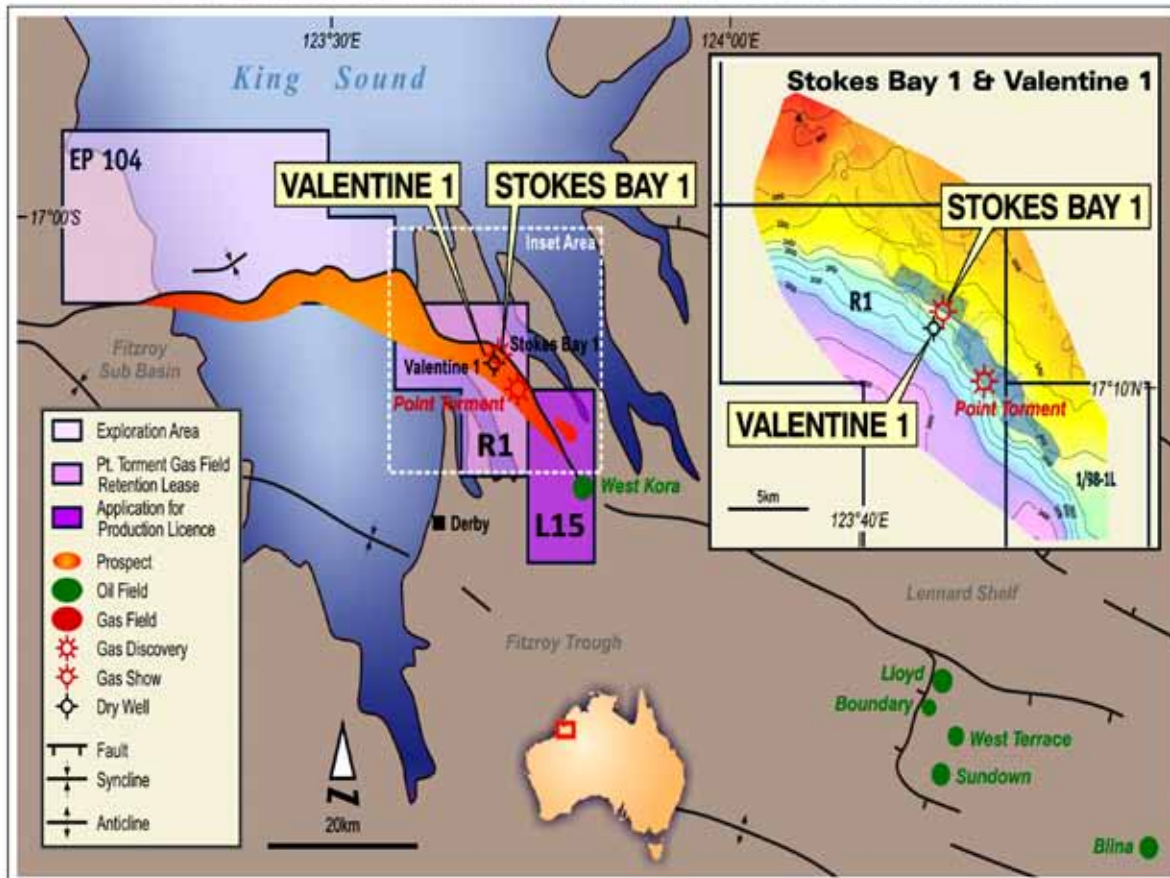 123°30'E
124°00'E
King Sound
EP 104
VALENTINE 1
STOKES BAY 1
17°00'S
Inset Area
Stokes Bay 1
Valentine 1
Point Torment
R1
Fitzroy
Sub Basin
West Kora
L15
Derby
Stokes Bay 1 & Valentine 1
STOKES BAY 1
R1
17°10'N
Point Torment
VALENTINE 1
1/98-1L
5km
123°40'E
Exploration Area
Pt. Torment Gas Field
Retention Lease
Application for
Production Licence
Prospect
Oil Field
Gas Field
Gas Discovery
Gas Show
Dry Well
Fault
Syncline
Anticline
Lennard Shelf
Fitzroy Trough
Lloyd
Boundary
West Terrace
Sundown
Blina
N
20km